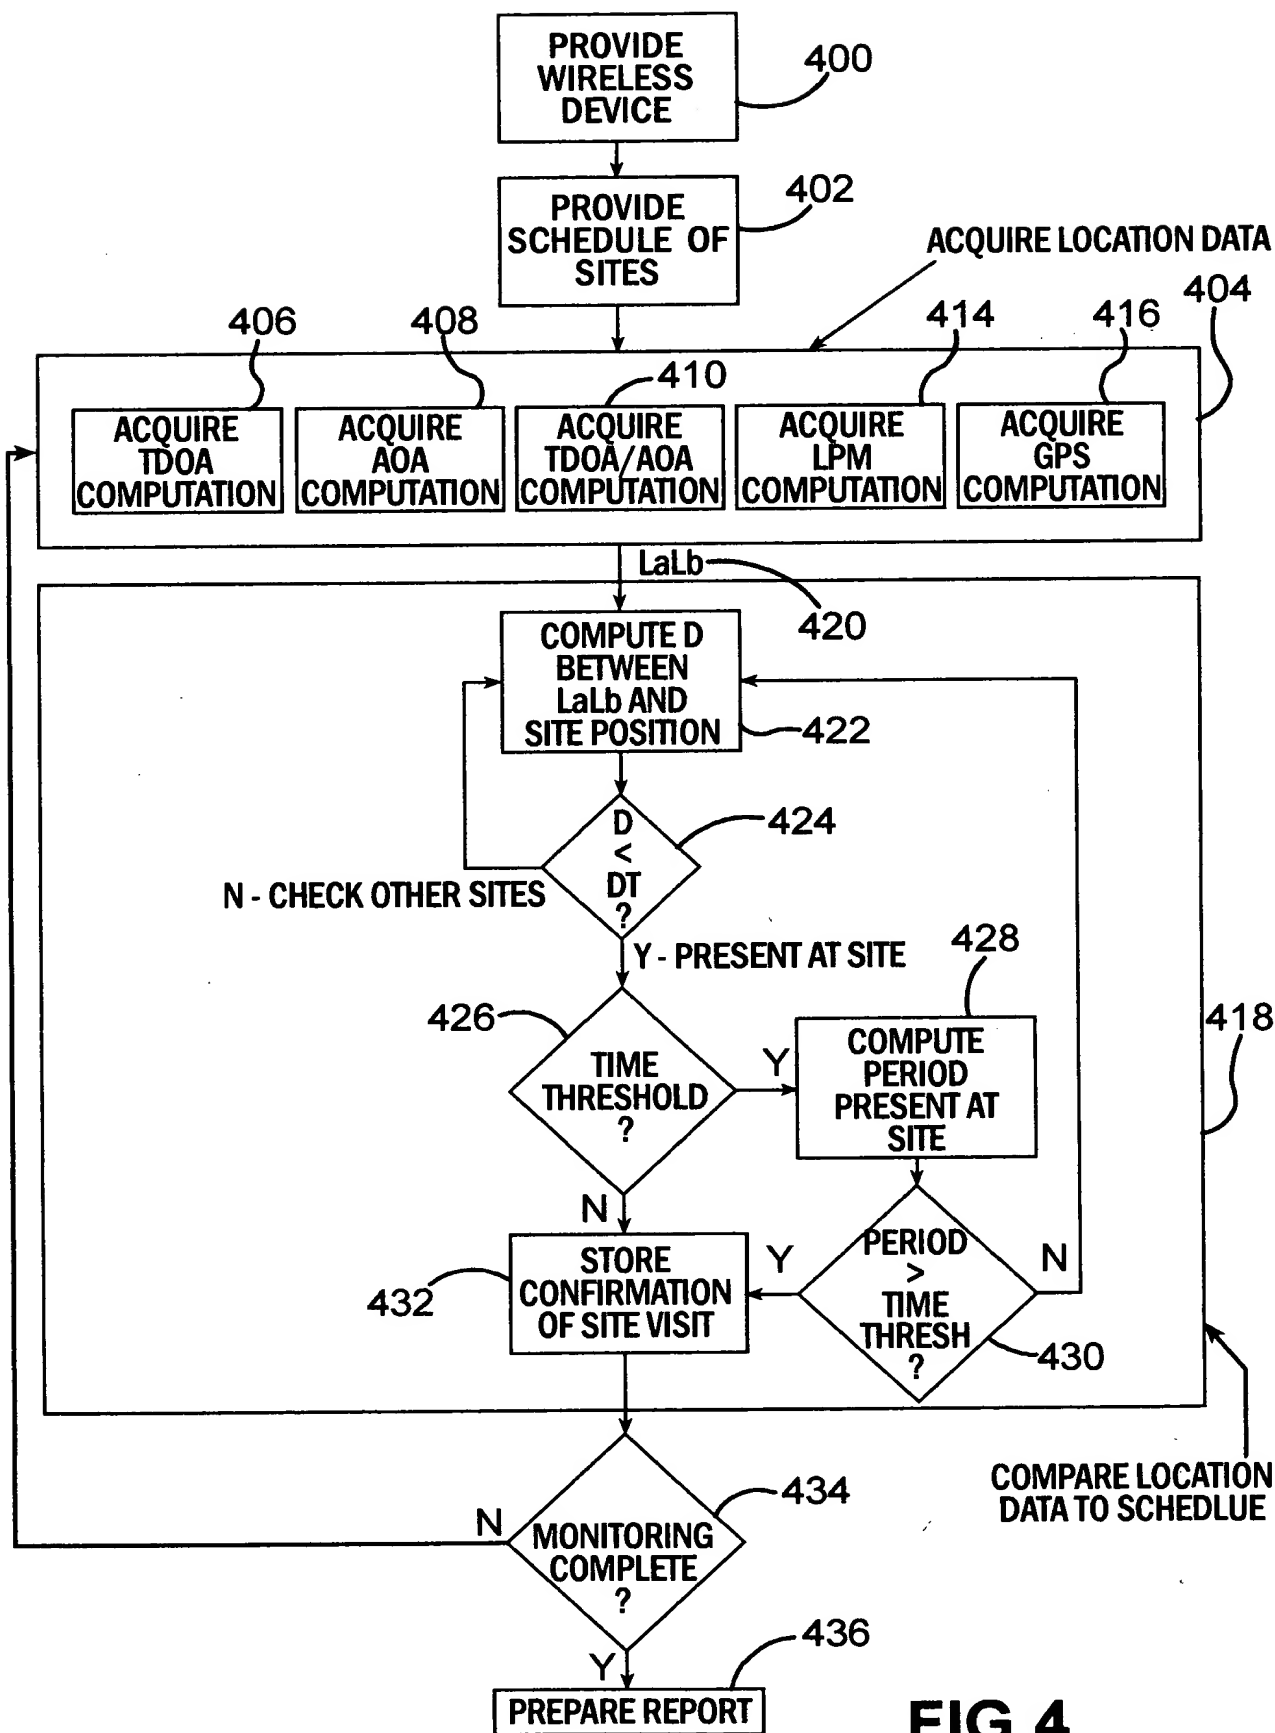 PROVIDE
WIRELESS
DEVICE
400
PROVIDE
SCHEDULE OF
SITES
402
ACQUIRE LOCATION DATA
404
406
408
410
414
416
ACQUIRE
TDOA
COMPUTATION
ACQUIRE
AOA
COMPUTATION
ACQUIRE
TDOA/AOA
COMPUTATION
ACQUIRE
LPM
COMPUTATION
ACQUIRE
GPS
COMPUTATION
LaLb
420
COMPUTE D
BETWEEN
LaLb AND
SITE POSITION
422
D
<
DT
?
424
N - CHECK OTHER SITES
Y - PRESENT AT SITE
426
TIME
THRESHOLD
?
Y
428
COMPUTE
PERIOD
PRESENT AT
SITE
418
N
432
STORE
CONFIRMATION
OF SITE VISIT
Y
PERIOD
>
TIME
THRESH
?
N
430
COMPARE LOCATION
DATA TO SCHEDLUE
434
N
MONITORING
COMPLETE
?
Y
436
PREPARE REPORT
FIG 4